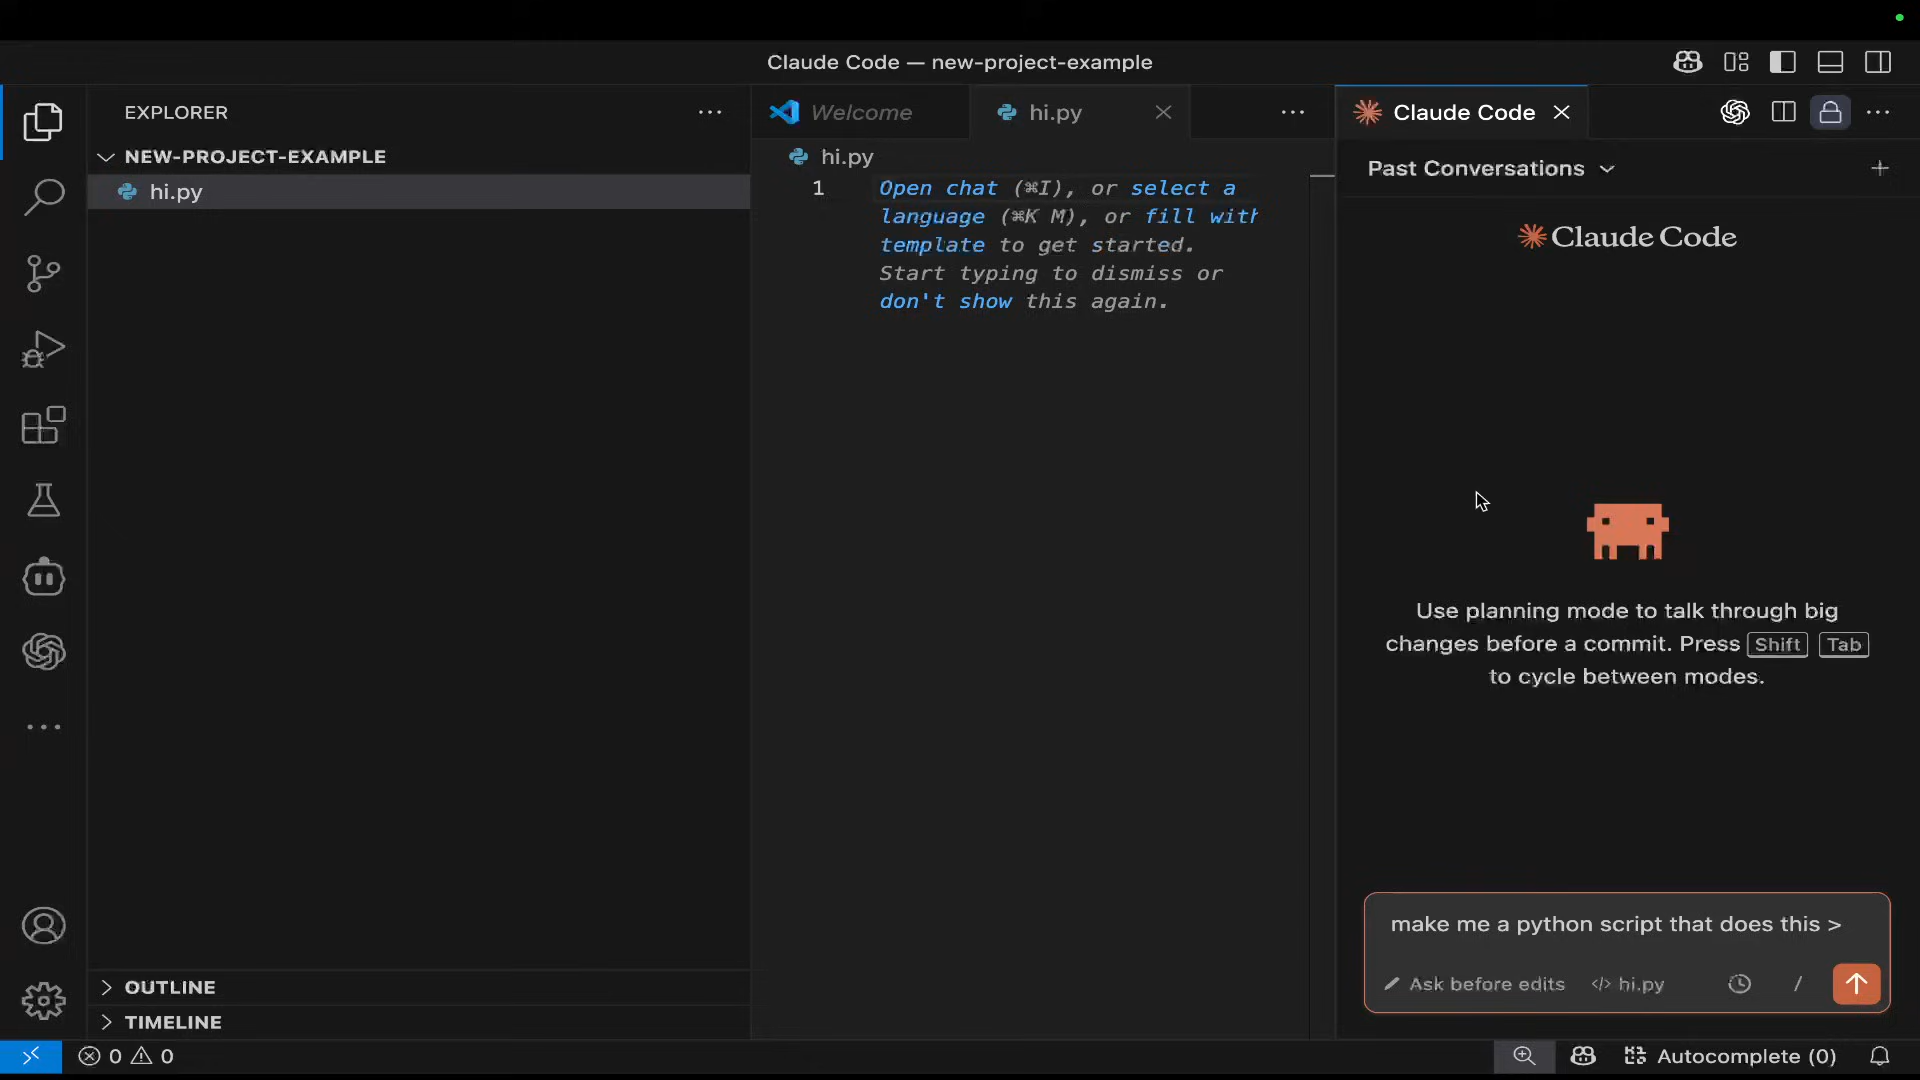 Claude Code — new-project-example
EXPLORER
NEW-PROJECT-EXAMPLE
hi.py
OUTLINE
TIMELINE
Welcome
hi.py
hi.py
1
Open chat (⌘I), or select a
language (⌘K M), or fill with
template to get started.
Start typing to dismiss or
don't show this again.
Claude Code
Past Conversations
Claude Code
Use planning mode to talk through big
changes before a commit. Press Shift Tab
to cycle between modes.
make me a python script that does this >
Ask before edits </> hi.py /
0 0
Autocomplete (0)